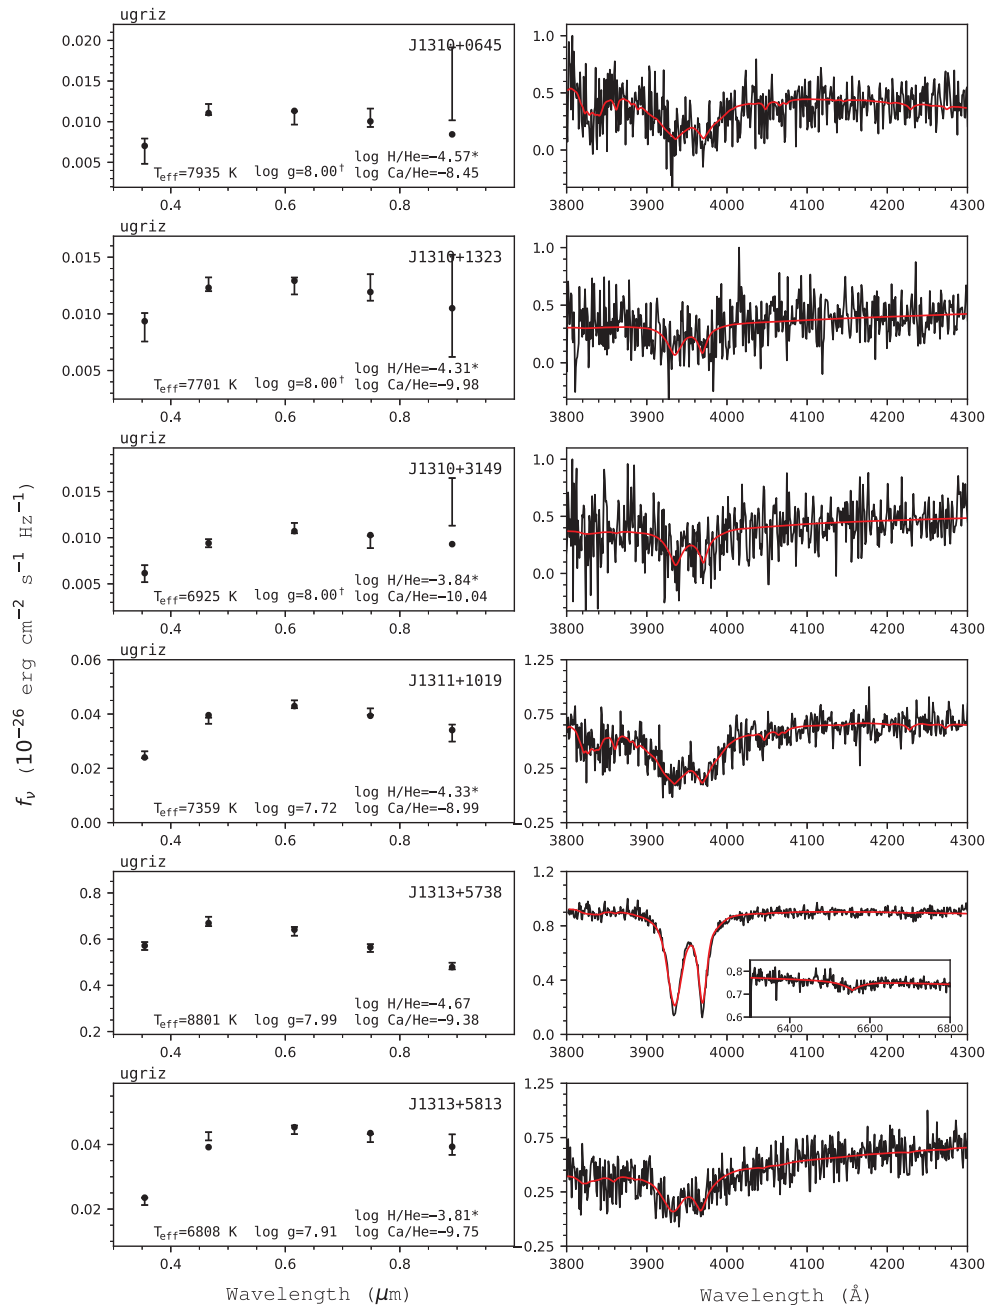 ugriz
J1310+0645
0.020
0.015
0.010
0.005
log H/He=−4.57*
T_eff=7935 K log g=8.00† log Ca/He=−8.45
0.4 0.6 0.8
1.0
0.5
0.0
3800 3900 4000 4100 4200 4300
ugriz
J1310+1323
0.015
0.010
0.005
log H/He=−4.31*
T_eff=7701 K log g=8.00† log Ca/He=−9.98
0.4 0.6 0.8
1.0
0.5
0.0
3800 3900 4000 4100 4200 4300
ugriz
J1310+3149
0.015
0.010
0.005
log H/He=−3.84*
T_eff=6925 K log g=8.00† log Ca/He=−10.04
0.4 0.6 0.8
1.0
0.5
0.0
3800 3900 4000 4100 4200 4300
f_ν (10^−26 erg cm^−2 s^−1 Hz^−1)
ugriz
J1311+1019
0.06
0.04
0.02
0.00
log H/He=−4.33*
T_eff=7359 K log g=7.72 log Ca/He=−8.99
0.4 0.6 0.8
1.25
0.75
0.25
−0.25
3800 3900 4000 4100 4200 4300
ugriz
J1313+5738
0.8
0.6
0.4
0.2
log H/He=−4.67
T_eff=8801 K log g=7.99 log Ca/He=−9.38
0.4 0.6 0.8
1.2
0.8
0.4
0.0
0.8
0.7
0.6
6400 6600 6800
3800 3900 4000 4100 4200 4300
ugriz
J1313+5813
0.04
0.02
log H/He=−3.81*
T_eff=6808 K log g=7.91 log Ca/He=−9.75
0.4 0.6 0.8
1.25
0.75
0.25
−0.25
3800 3900 4000 4100 4200 4300
Wavelength (μm)
Wavelength (Å)